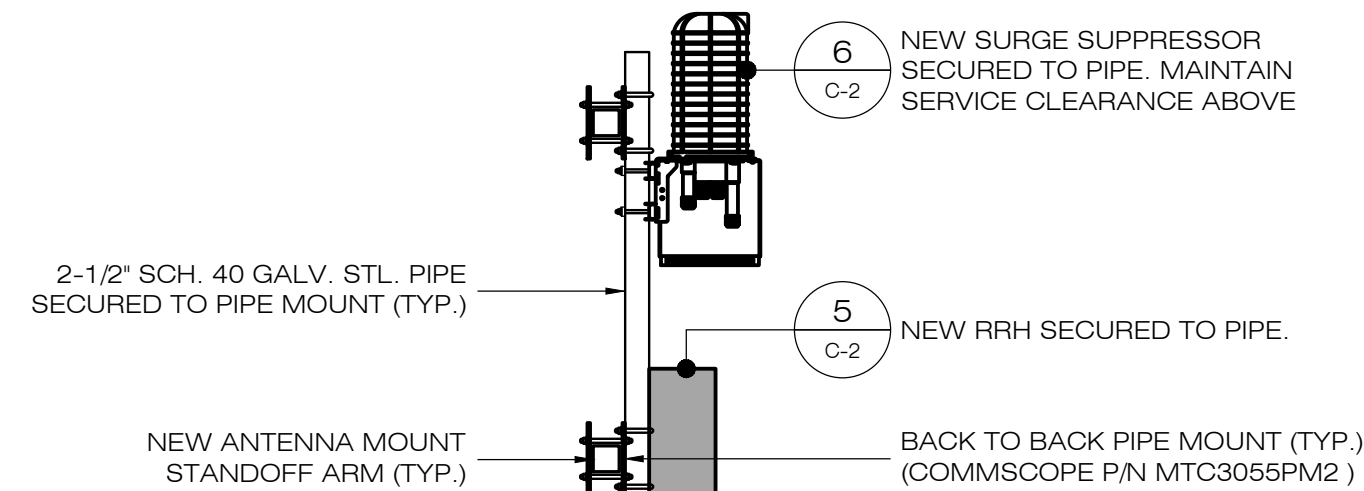 6
C-2
NEW SURGE SUPPRESSOR
SECURED TO PIPE. MAINTAIN
SERVICE CLEARANCE ABOVE
2-1/2" SCH. 40 GALV. STL. PIPE
SECURED TO PIPE MOUNT (TYP.)
5
C-2
NEW RRH SECURED TO PIPE.
NEW ANTENNA MOUNT
STANDOFF ARM (TYP.)
BACK TO BACK PIPE MOUNT (TYP.)
(COMMSCOPE P/N MTC3055PM2 )